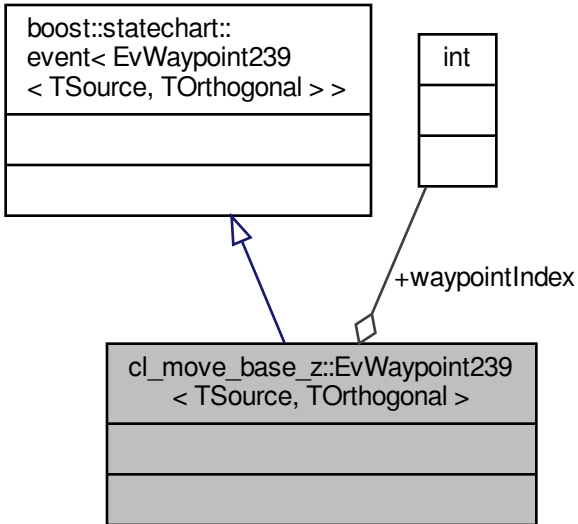 boost::statechart::
event< EvWaypoint239
< TSource, TOrthogonal > >
int
+waypointIndex
cl_move_base_z::EvWaypoint239
< TSource, TOrthogonal >